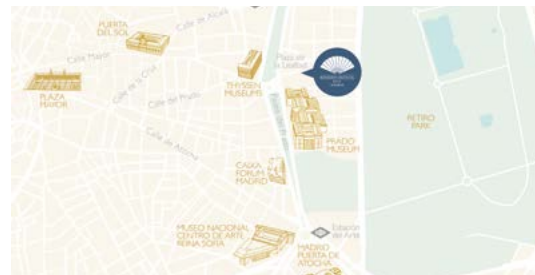 Calle de Alcalá
PUERTA
DEL SOL
Calle Mayor
Plaza de
la Lealtad
THYSSEN
MUSEUMS
Calle de la Cruz
PLAZA
MAYOR
Calle del Prado
RETIRO
PARK
PRADO
MUSEUM
Calle de Atocha
CAIXA
FORUM
MADRID
MUSEO NACIONAL
CENTRO DE ARTE
REINA SOFIA
Estación
del Arte
MADRID
PUERTA DE
ATOCHA